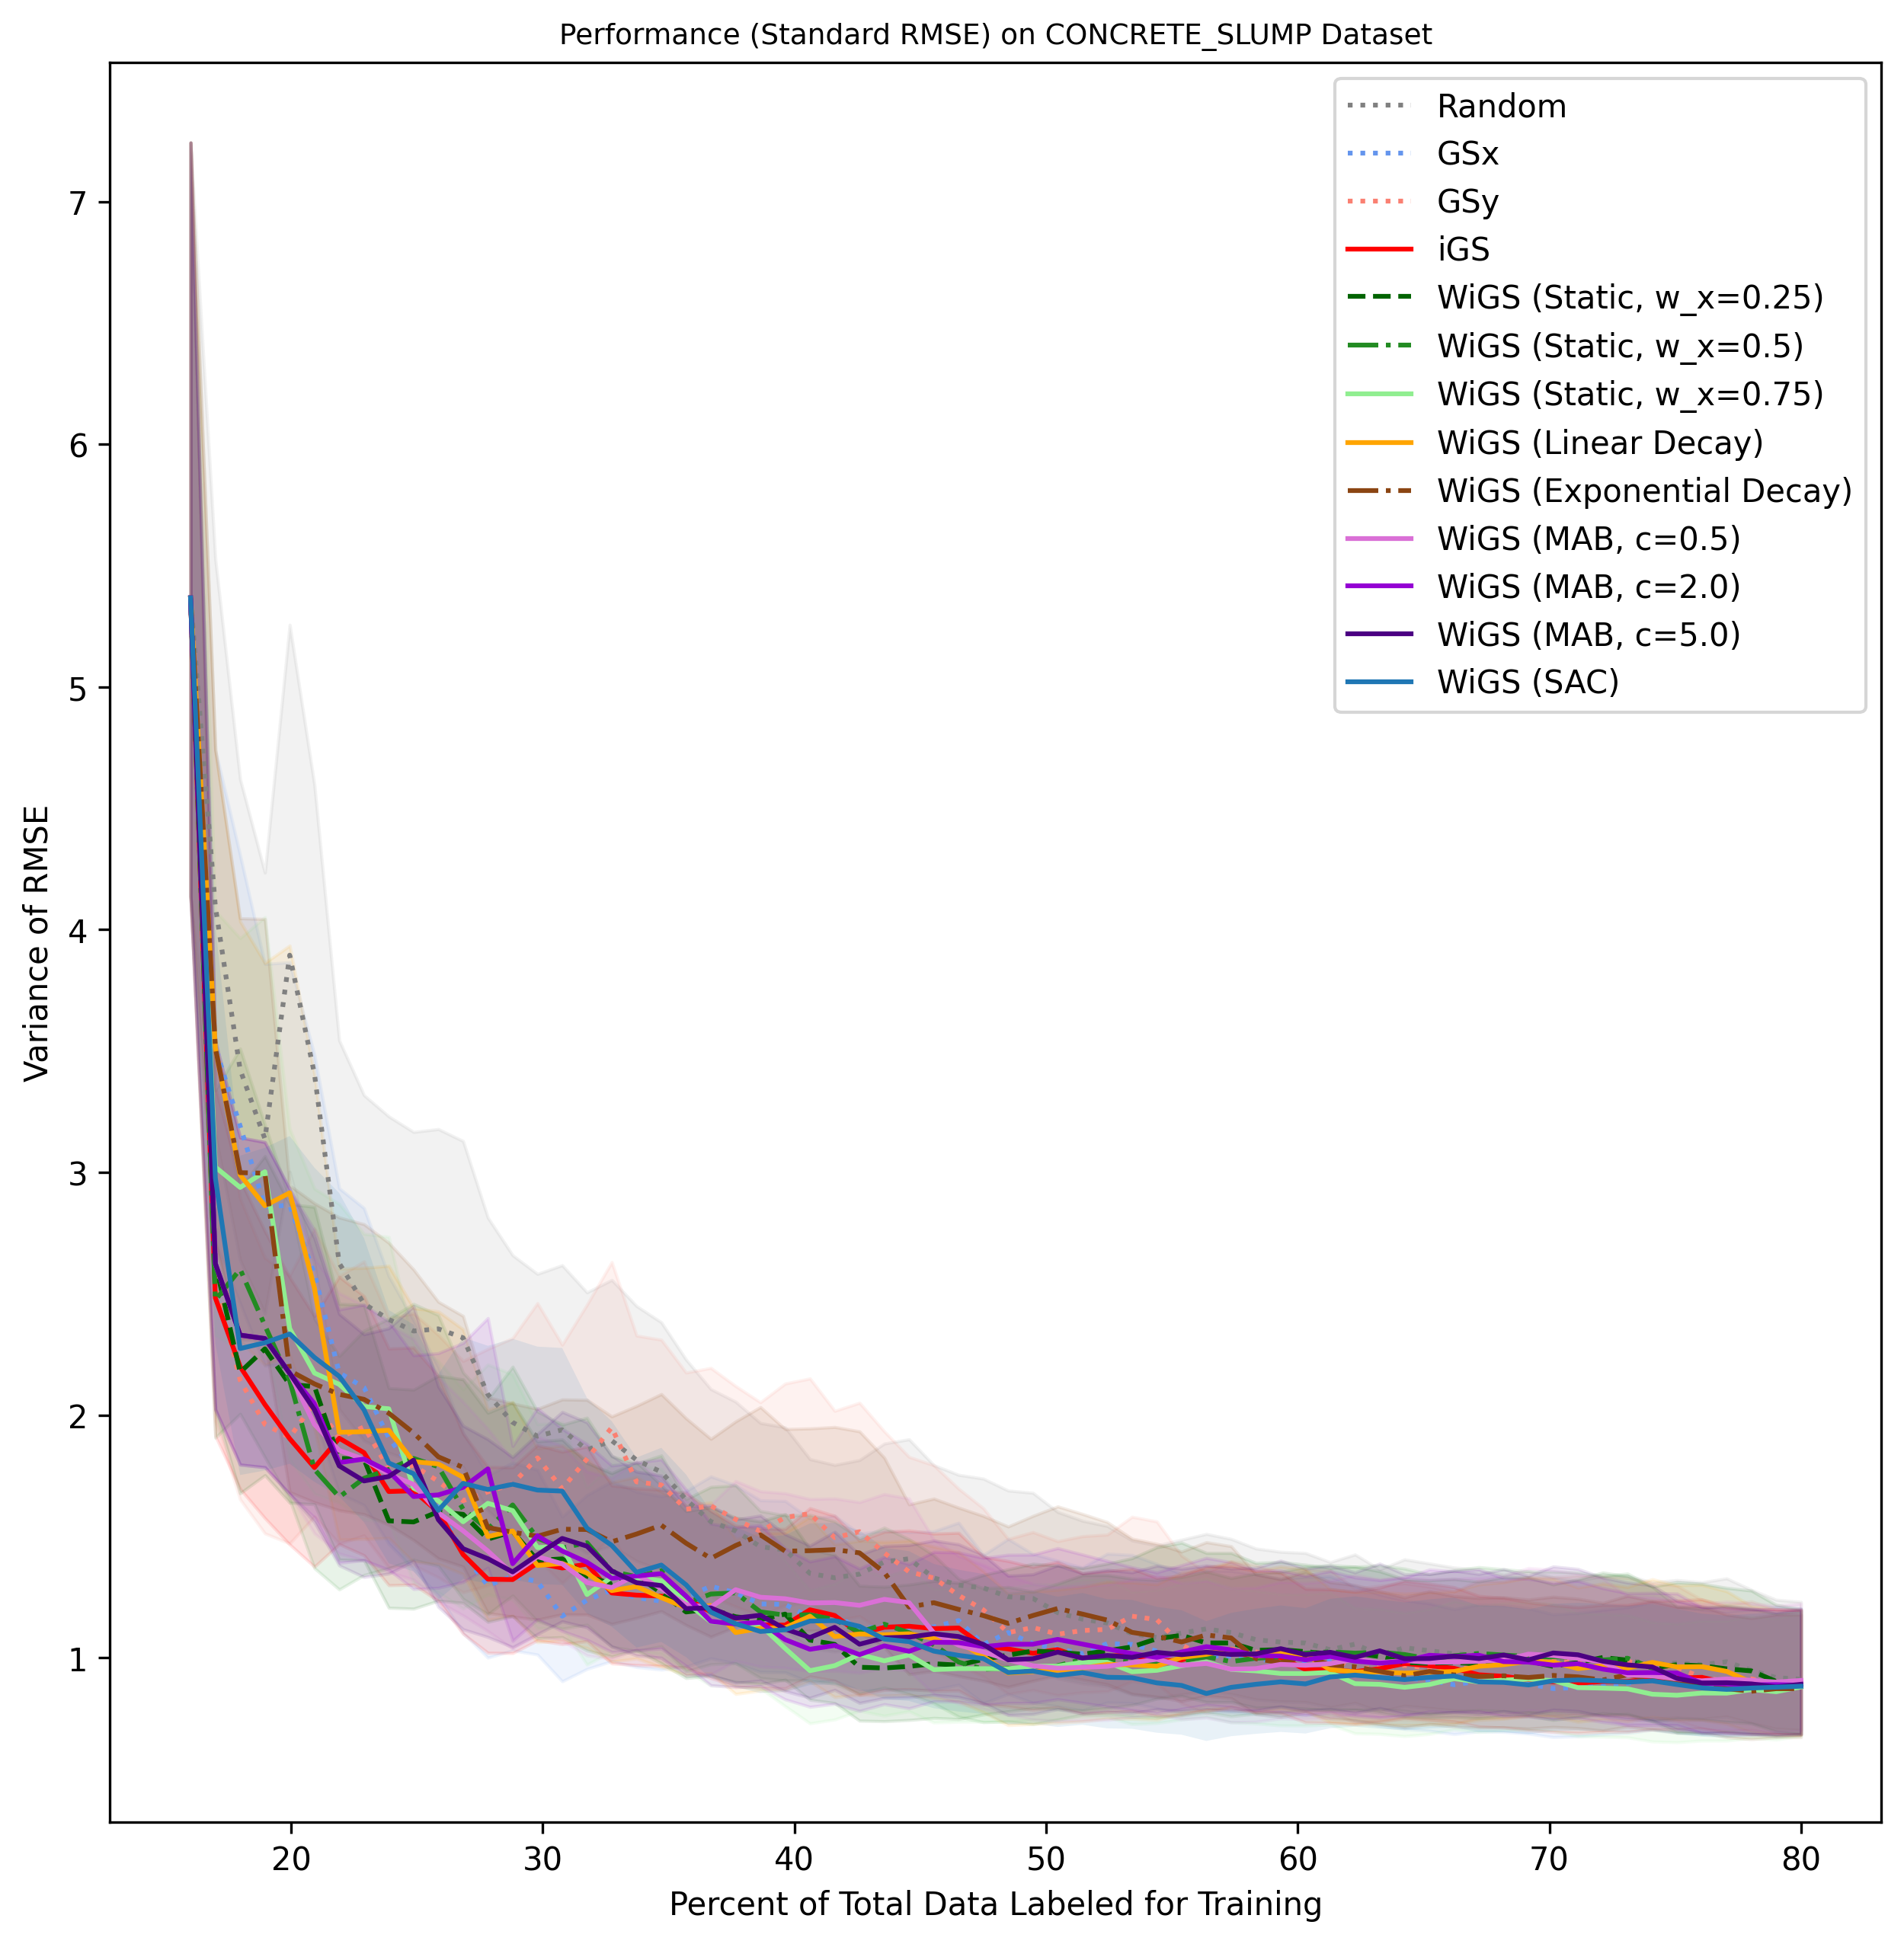 Performance (Standard RMSE) on CONCRETE_SLUMP Dataset
Variance of RMSE
7
6
5
4
3
2
1
Random
GSx
GSy
iGS
WiGS (Static, w_x=0.25)
WiGS (Static, w_x=0.5)
WiGS (Static, w_x=0.75)
WiGS (Linear Decay)
WiGS (Exponential Decay)
WiGS (MAB, c=0.5)
WiGS (MAB, c=2.0)
WiGS (MAB, c=5.0)
WiGS (SAC)
20 30 40 50 60 70 80
Percent of Total Data Labeled for Training